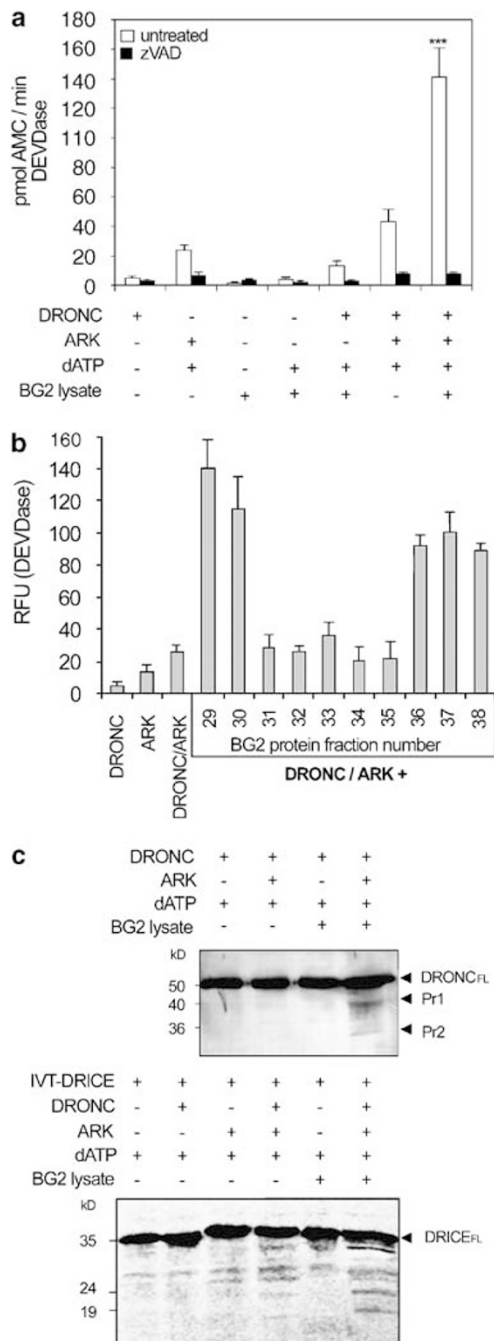 a
180
160
140
120
180
160
140
120
100
80
60
40
20
0
pmol AMC / min
DEVDase
untreated
zVAD
***
DRONC + - - - + + +
ARK - + - - - + +
dATP - + - + + + +
BG2 lysate - - + + + - +
b
160
140
120
100
80
60
40
20
0
RFU (DEVDase)
DRONC
ARK
DRONC/ARK
29 30 31 32 33 34 35 36 37 38
BG2 protein fraction number
DRONC / ARK +
c
DRONC + + + +
ARK - + - +
dATP + + + +
BG2 lysate - - + +
kD
50
40
36
DRONCFL
Pr1
Pr2
IVT-DRICE + + + + + +
DRONC - + - + - +
ARK - - + + - +
dATP + + + + + +
BG2 lysate - - - - + +
kD
35
24
19
DRICEFL